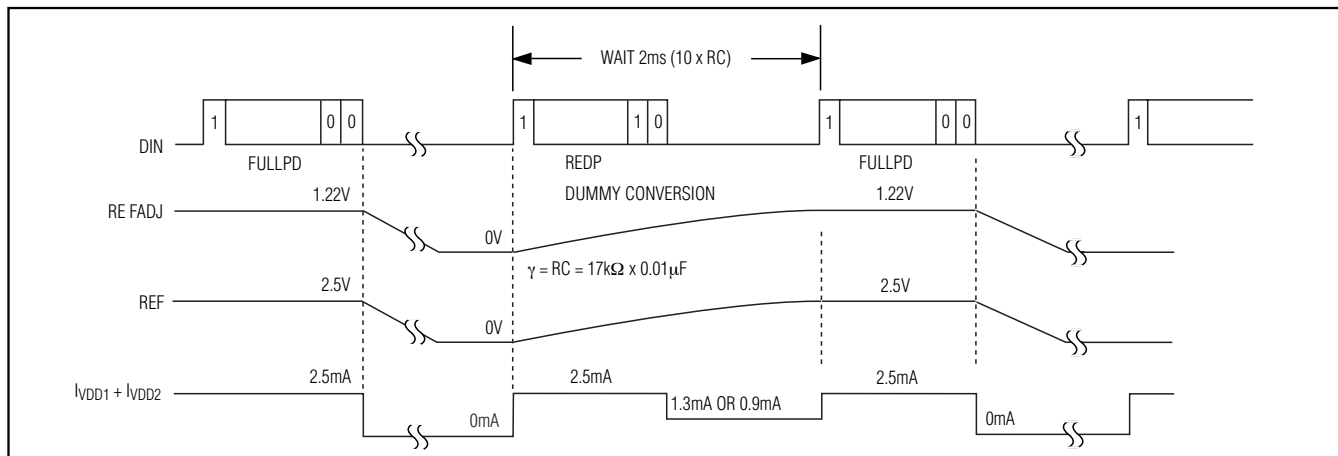 WAIT 2ms (10 x RC)
DIN 1 0 0 1 1 0 1 0 0 1
FULLPD REDP FULLPD
DUMMY CONVERSION
RE FADJ 1.22V 0V 1.22V
γ = RC = 17kΩ x 0.01µF
REF 2.5V 0V 2.5V
IVDD1 + IVDD2 2.5mA 0mA 2.5mA 1.3mA OR 0.9mA 2.5mA 0mA